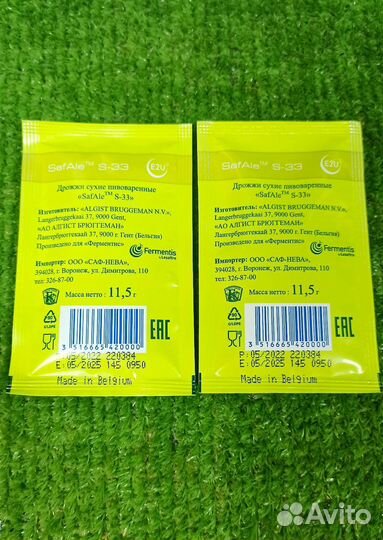 SafAle™ S-33 E2U™
Дрожжи сухие пивоваренные
«SafAle™ S-33»
Изготовитель: «ALGIST BRUGGEMAN N.V.»,
Langerbruggekaai 37, 9000 Gent,
«АО АЛГИСТ БРЮГГЕМАН»
Лангербрюггекаай 37, 9000 г. Гент (Бельгия)
Произведено для «Ферментис»
Fermentis
by Lesaffre
Импортер: ООО «САФ-НЕВА»,
394028, г. Воронеж, ул. Димитрова, 110
тел: 326-87-00
Масса нетто : 11,5 г
EAC
3 516665 420000
P:05/2022 220384
E:05/2025 145 0950
Made in Belgium
SafAle™ S-33 E2U™
Дрожжи сухие пивоваренные
«SafAle™ S-33»
Изготовитель: «ALGIST BRUGGEMAN N.V.»,
Langerbruggekaai 37, 9000 Gent,
«АО АЛГИСТ БРЮГГЕМАН»
Лангербрюггекаай 37, 9000 г. Гент (Бельгия)
Произведено для «Ферментис»
Fermentis
by Lesaffre
Импортер: ООО «САФ-НЕВА»,
394028, г. Воронеж, ул. Димитрова, 110
тел: 326-87-00
Масса нетто : 11,5 г
EAC
3 516665 420000
P:05/2022 220384
E:05/2025 145 0950
Made in Belgium
Avito